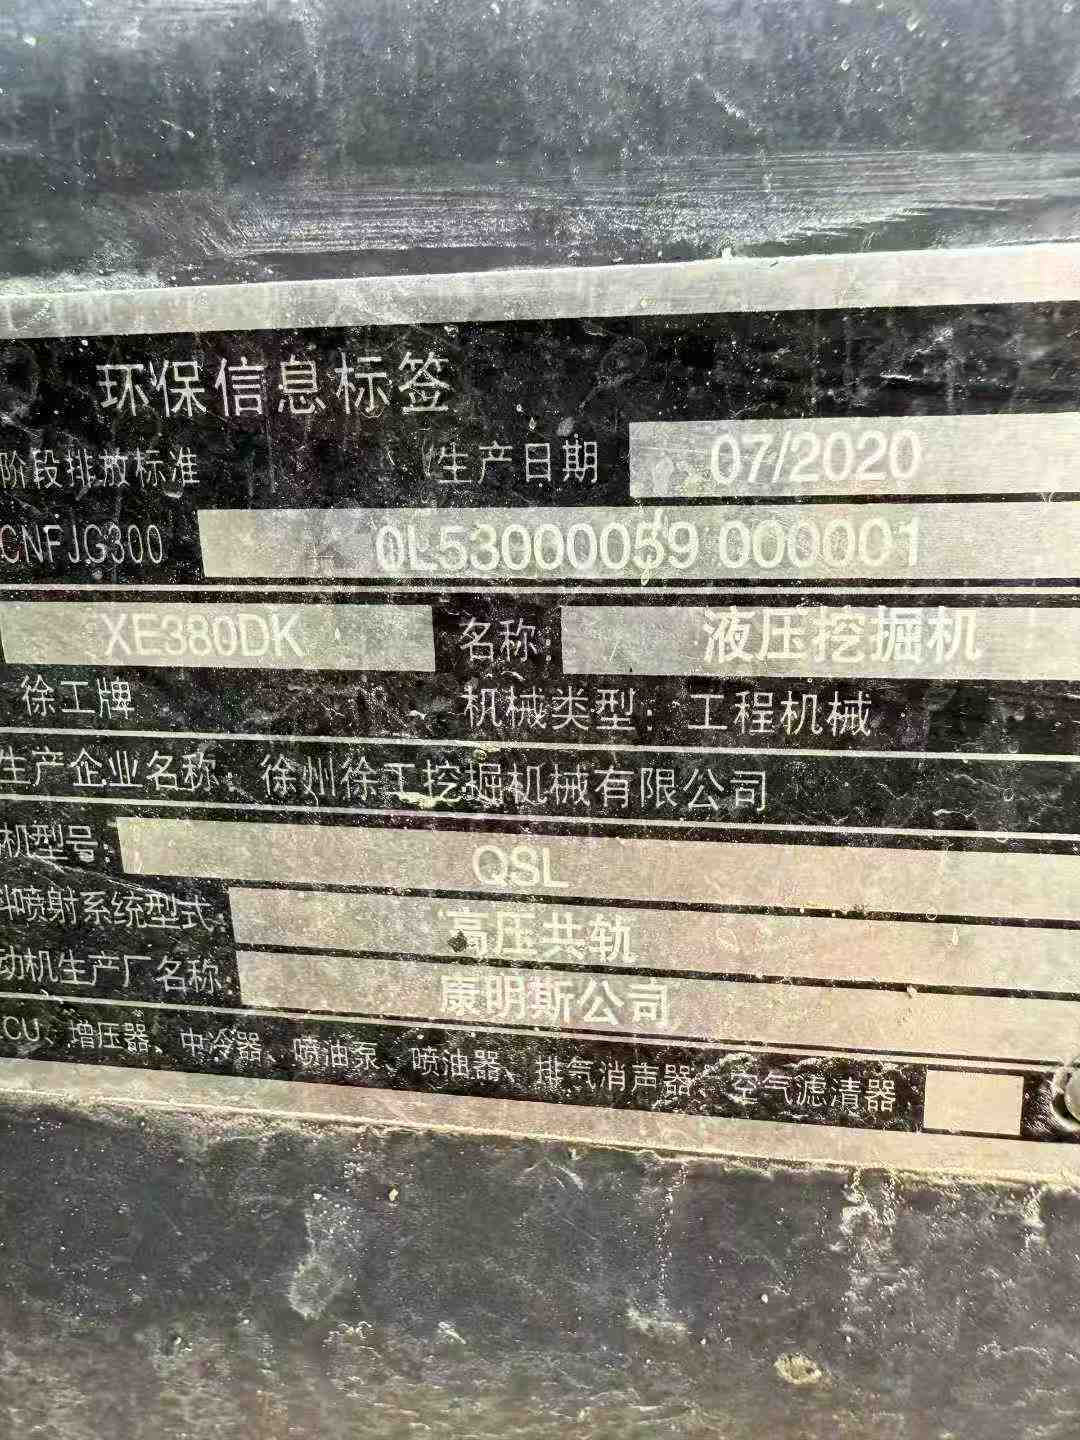 环保信息标签
阶段排放标准 生产日期 07/2020
CNFJG300 0L53000059 000001
XE380DK 名称: 液压挖掘机
徐工牌 机械类型: 工程机械
生产企业名称: 徐州徐工挖掘机械有限公司
机型号: QSL
喷射系统型式: 高压共轨
动机生产厂名称: 康明斯公司
CU、增压器、中冷器、喷油泵、喷油器、排气消声器、空气滤清器